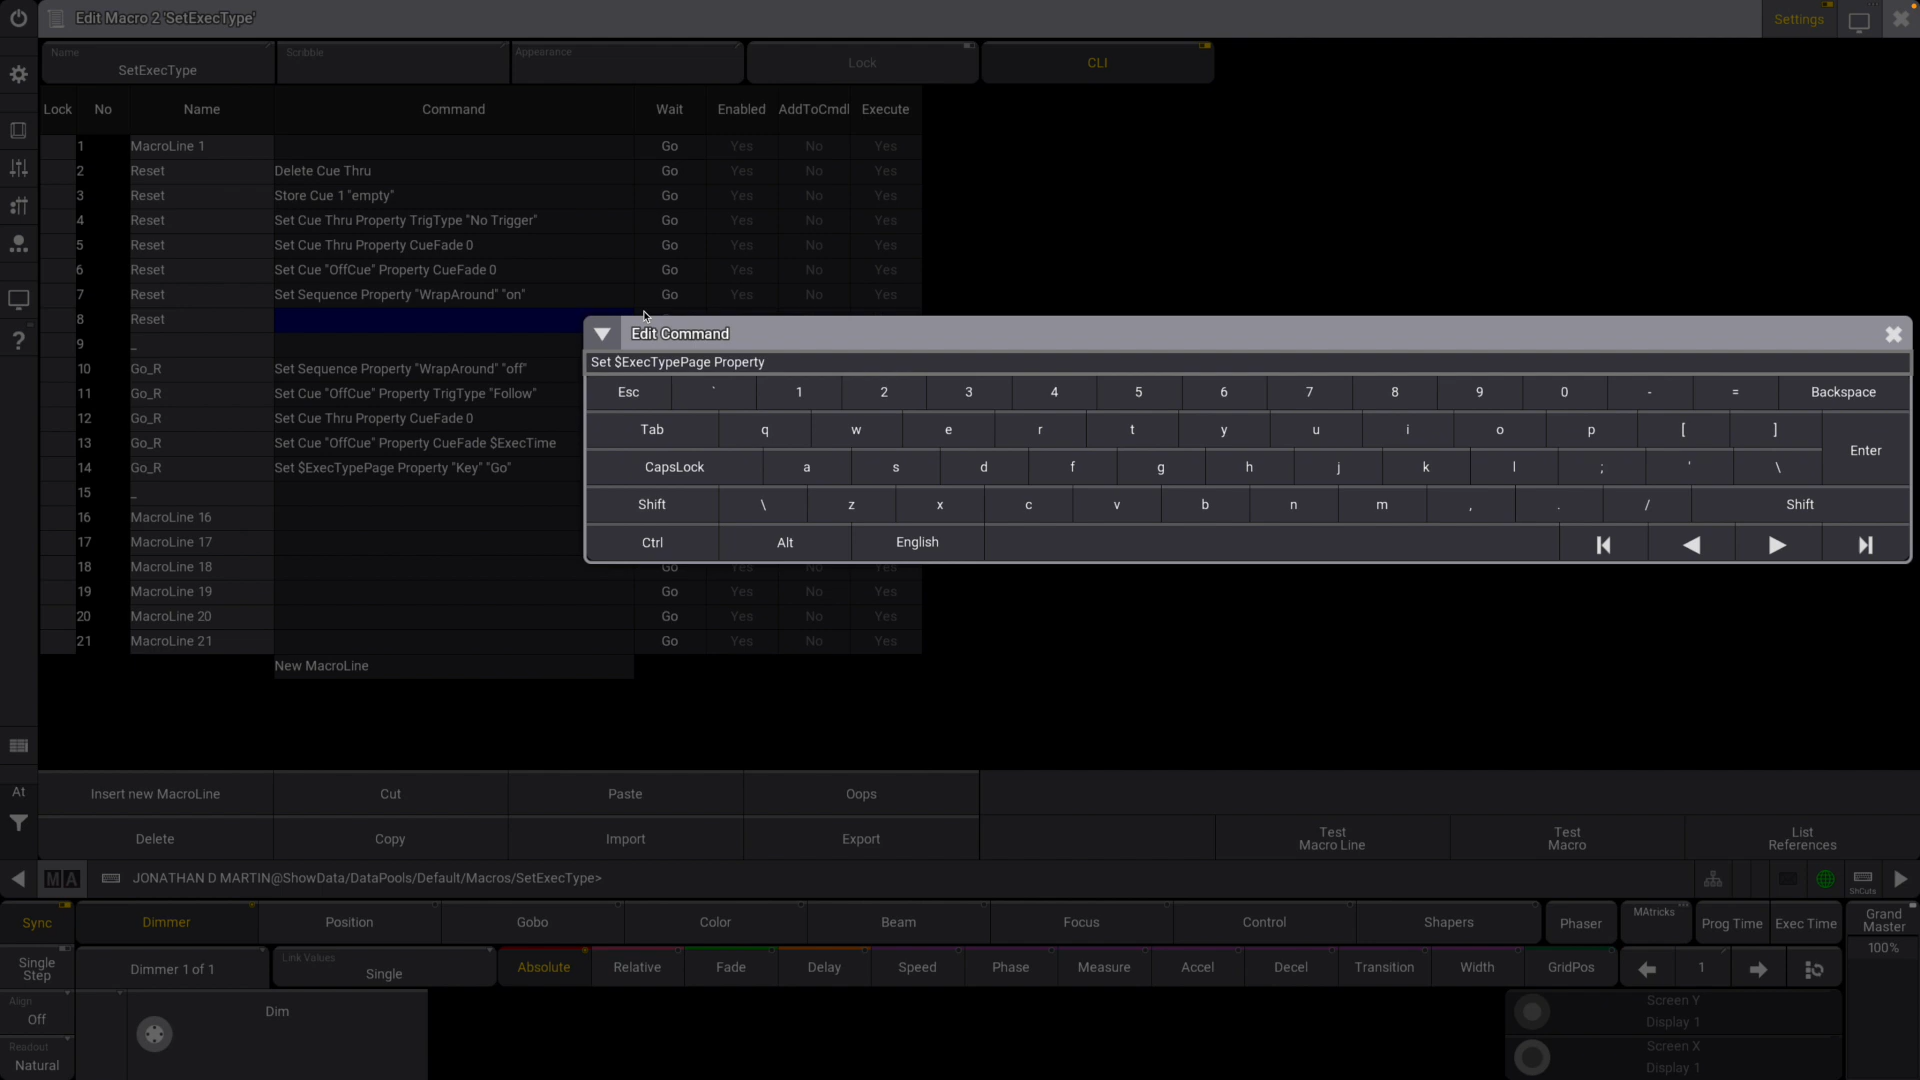 Edit Macro 2 'SetExecType'
Settings
Name
SetExecType
Scribble
Appearance
Lock
CLI
Lock No Name Command Wait Enabled AddToCmdl Execute
1 MacroLine 1 Go Yes No Yes
2 Reset Delete Cue Thru Go Yes No Yes
3 Reset Store Cue 1 "empty" Go Yes No Yes
4 Reset Set Cue Thru Property TrigType "No Trigger" Go Yes No Yes
5 Reset Set Cue Thru Property CueFade 0 Go Yes No Yes
6 Reset Set Cue "OffCue" Property CueFade 0 Go Yes No Yes
7 Reset Set Sequence Property "WrapAround" "on" Go Yes No Yes
8 Reset
9 _
10 Go_R Set Sequence Property "WrapAround" "off"
11 Go_R Set Cue "OffCue" Property TrigType "Follow"
12 Go_R Set Cue Thru Property CueFade 0
13 Go_R Set Cue "OffCue" Property CueFade $ExecTime
14 Go_R Set $ExecTypePage Property "Key" "Go"
15 _
16 MacroLine 16
17 MacroLine 17
18 MacroLine 18 Go Yes No Yes
19 MacroLine 19 Go Yes No Yes
20 MacroLine 20 Go Yes No Yes
21 MacroLine 21 Go Yes No Yes
New MacroLine
Edit Command
Set $ExecTypePage Property
Esc ` 1 2 3 4 5 6 7 8 9 0 - = Backspace
Tab q w e r t y u i o p [ ]
Enter
CapsLock a s d f g h j k l ; ' \
Shift \ z x c v b n m , . / Shift
Ctrl Alt English
At
Insert new MacroLine Cut Paste Oops
Delete Copy Import Export
Test
Macro Line
Test
Macro
List
References
MA
JONATHAN D MARTIN@ShowData/DataPools/Default/Macros/SetExecType>
ShCuts
Sync Dimmer Position Gobo Color Beam Focus Control Shapers Phaser MAtricks Prog Time Exec Time
Grand
Master
100%
Single
Step
Dimmer 1 of 1
Link Values
Single
Absolute Relative Fade Delay Speed Phase Measure Accel Decel Transition Width GridPos 1
Align
Off
Readout
Natural
Dim
Screen Y
Display 1
Screen X
Display 1